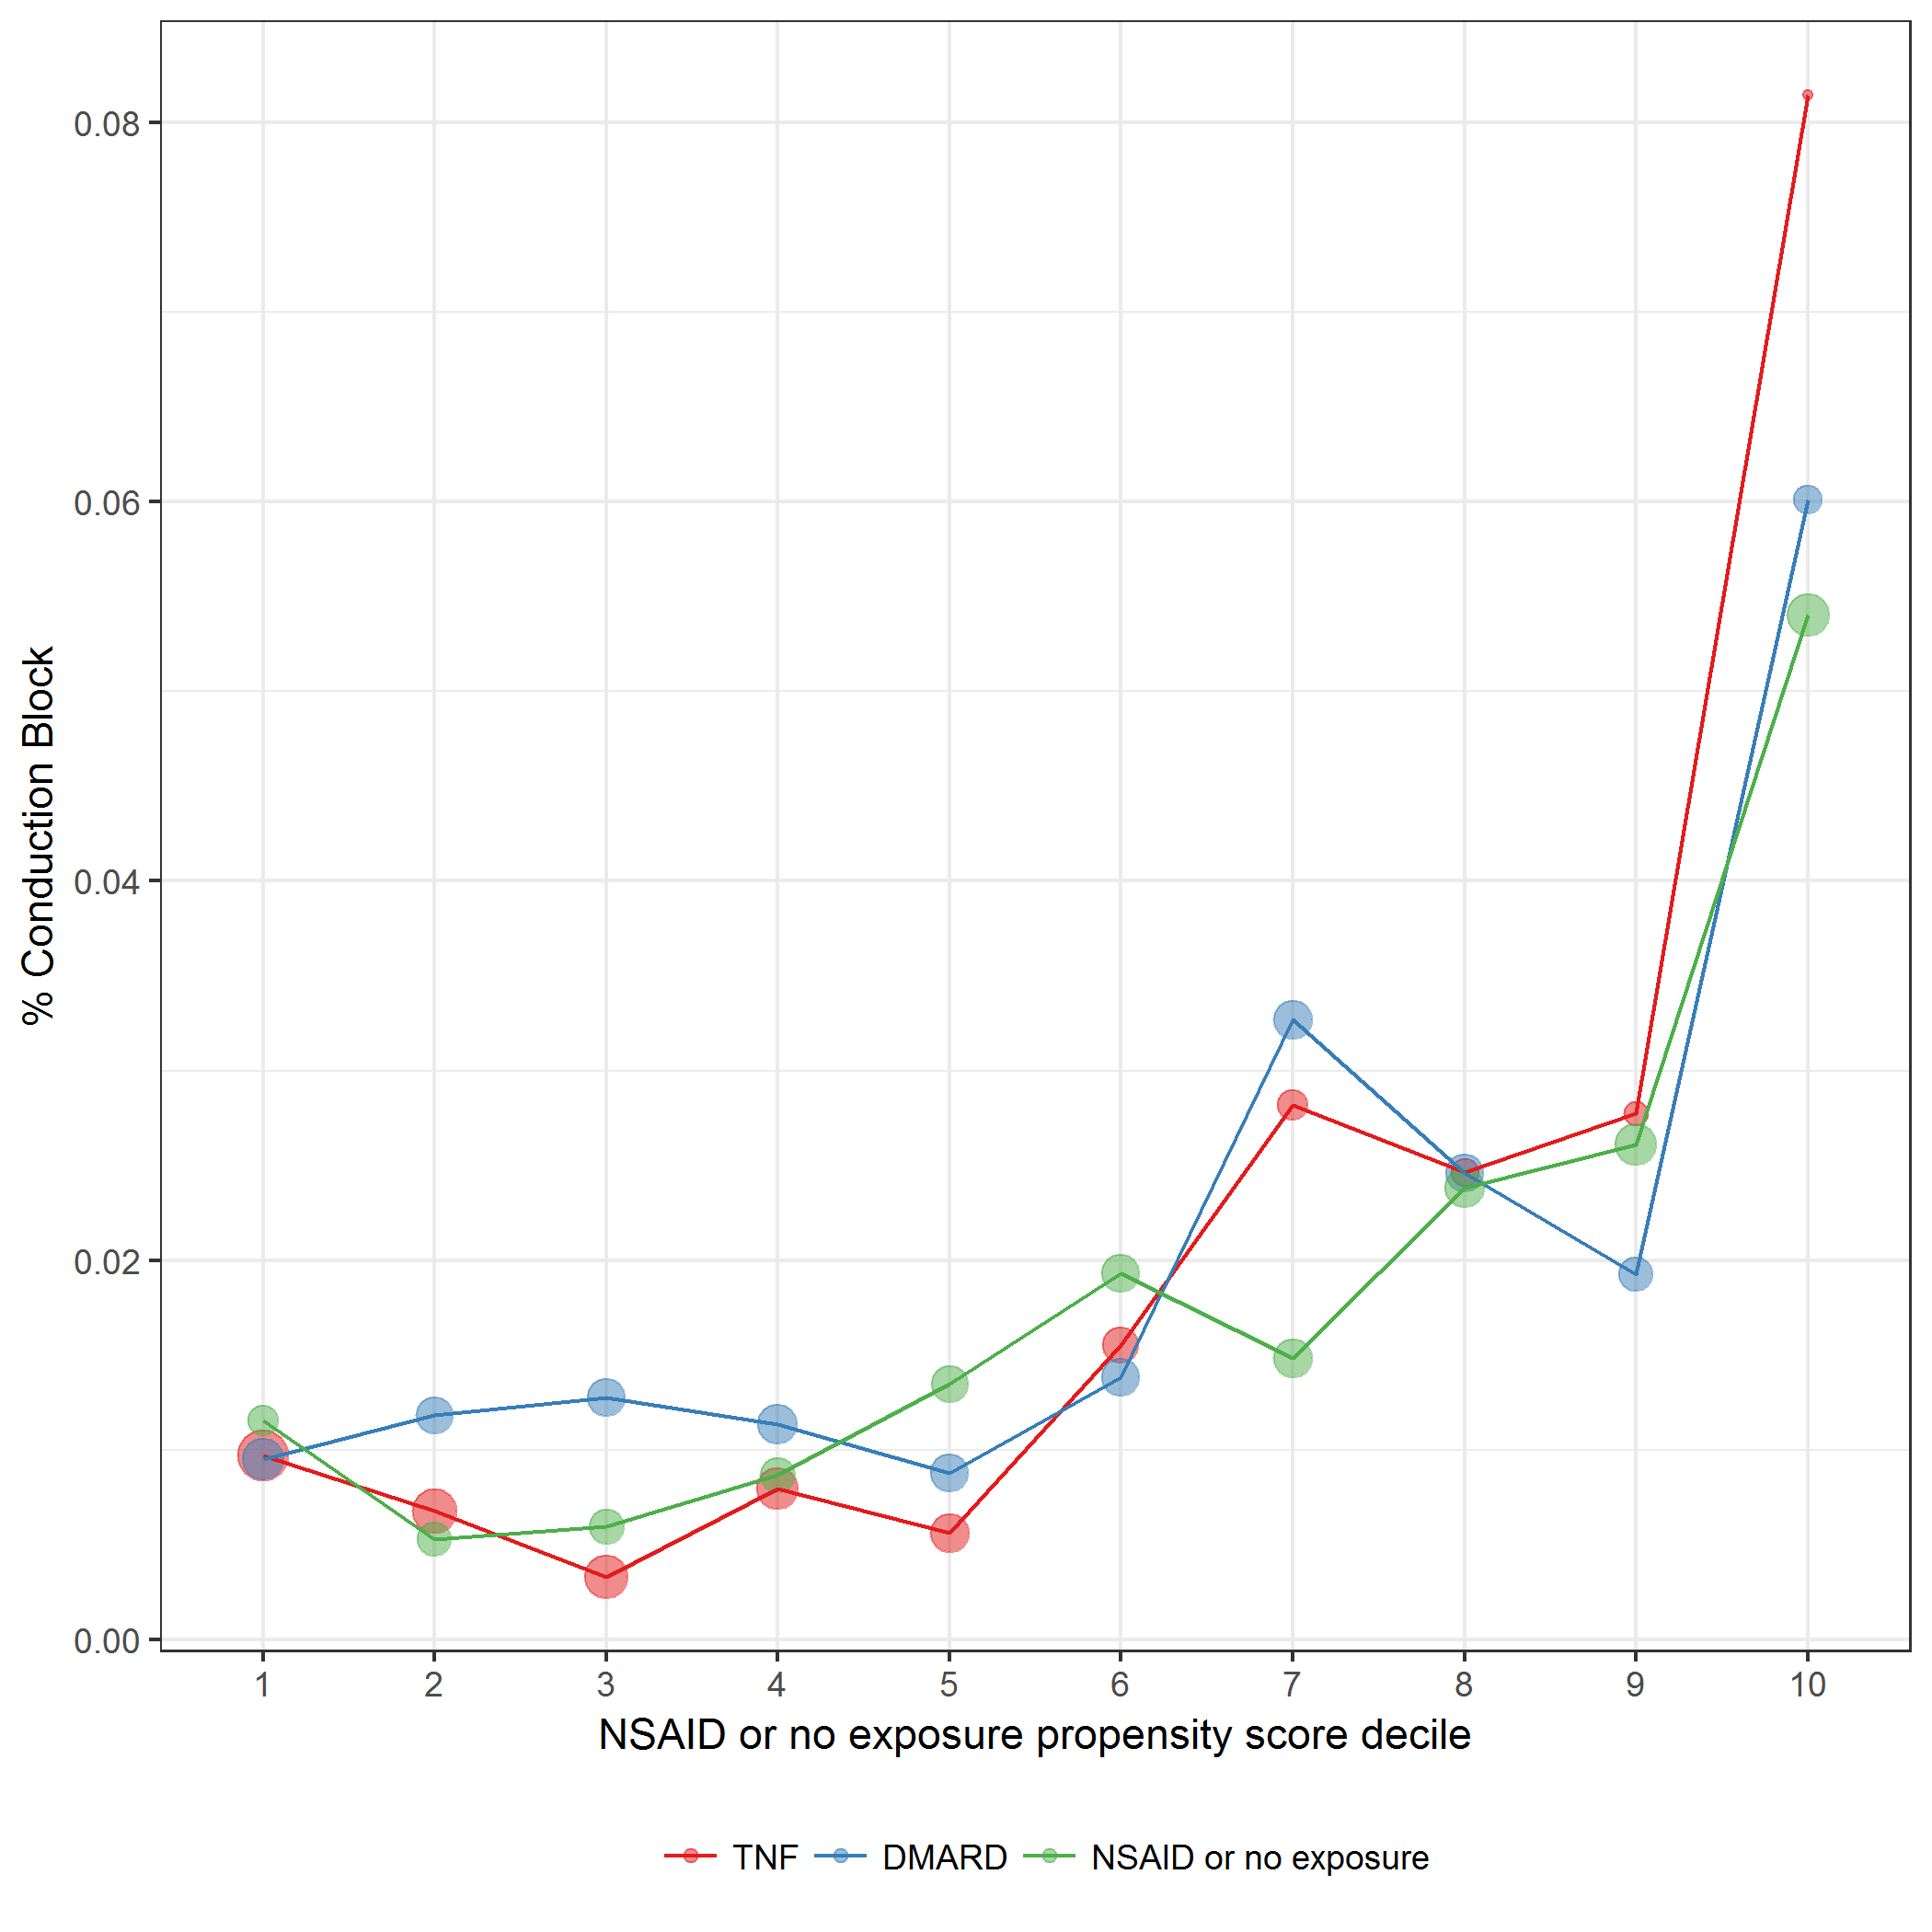 % Conduction Block
0.08
0.06
0.04
0.02
0.00
1 2 3 4 5 6 7 8 9 10
NSAID or no exposure propensity score decile
TNF DMARD NSAID or no exposure